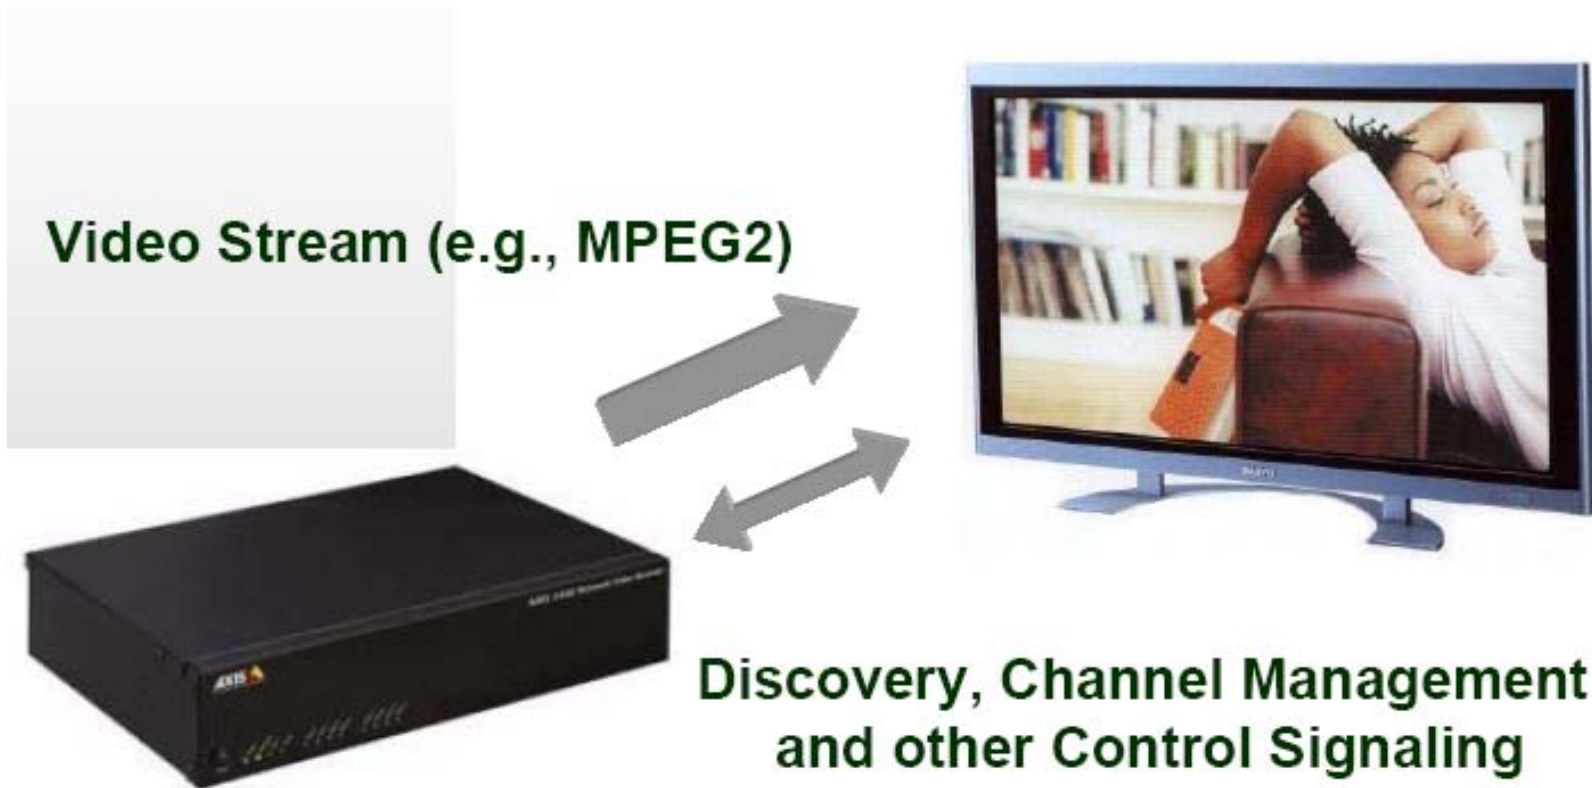 Video Stream (e.g., MPEG2)
AXIS
Discovery, Channel Management
and other Control Signaling